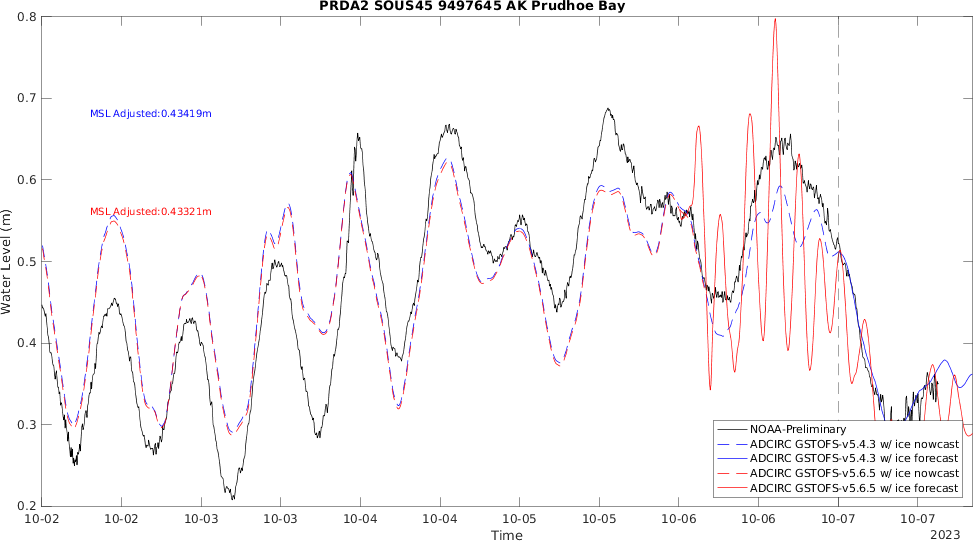 PRDA2 SOUS45 9497645 AK Prudhoe Bay
0.8
0.7
0.6
0.5
0.4
0.3
0.2
Water Level (m)
MSL Adjusted:0.43419m
MSL Adjusted:0.43321m
NOAA-Preliminary
ADCIRC GSTOFS-v5.4.3 w/ ice nowcast
ADCIRC GSTOFS-v5.4.3 w/ ice forecast
ADCIRC GSTOFS-v5.6.5 w/ ice nowcast
ADCIRC GSTOFS-v5.6.5 w/ ice forecast
10-02 10-02 10-03 10-03 10-04 10-04 10-05 10-05 10-06 10-06 10-07 10-07
2023
Time